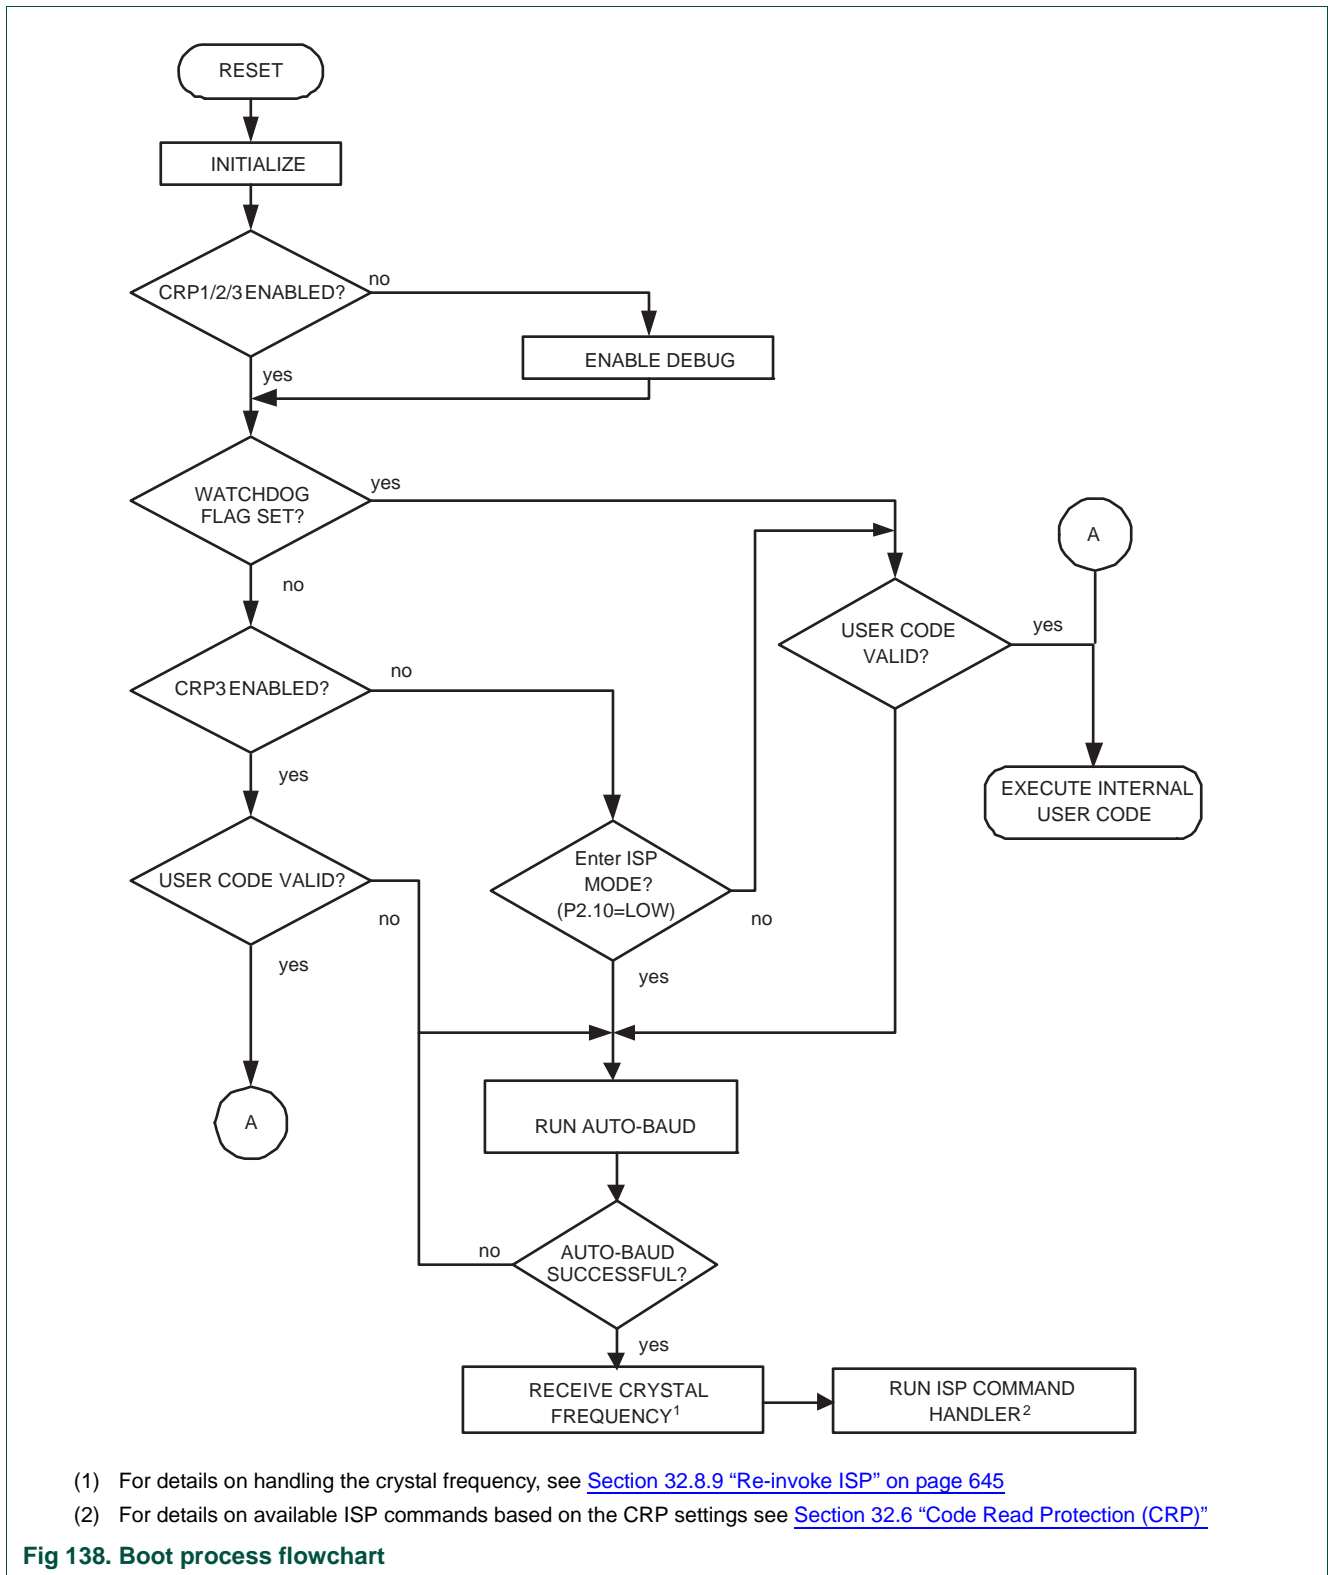 RESET
INITIALIZE
CRP1/2/3 ENABLED?
no
ENABLE DEBUG
yes
WATCHDOG
FLAG SET?
yes
no
A
USER CODE
VALID?
yes
CRP3 ENABLED?
no
yes
EXECUTE INTERNAL
USER CODE
USER CODE VALID?
no
yes
Enter ISP
MODE?
(P2.10=LOW)
no
yes
A
RUN AUTO-BAUD
AUTO-BAUD
SUCCESSFUL?
no
yes
RECEIVE CRYSTAL
FREQUENCY1
RUN ISP COMMAND
HANDLER2
(1) For details on handling the crystal frequency, see Section 32.8.9 “Re-invoke ISP” on page 645
(2) For details on available ISP commands based on the CRP settings see Section 32.6 “Code Read Protection (CRP)”
Fig 138. Boot process flowchart